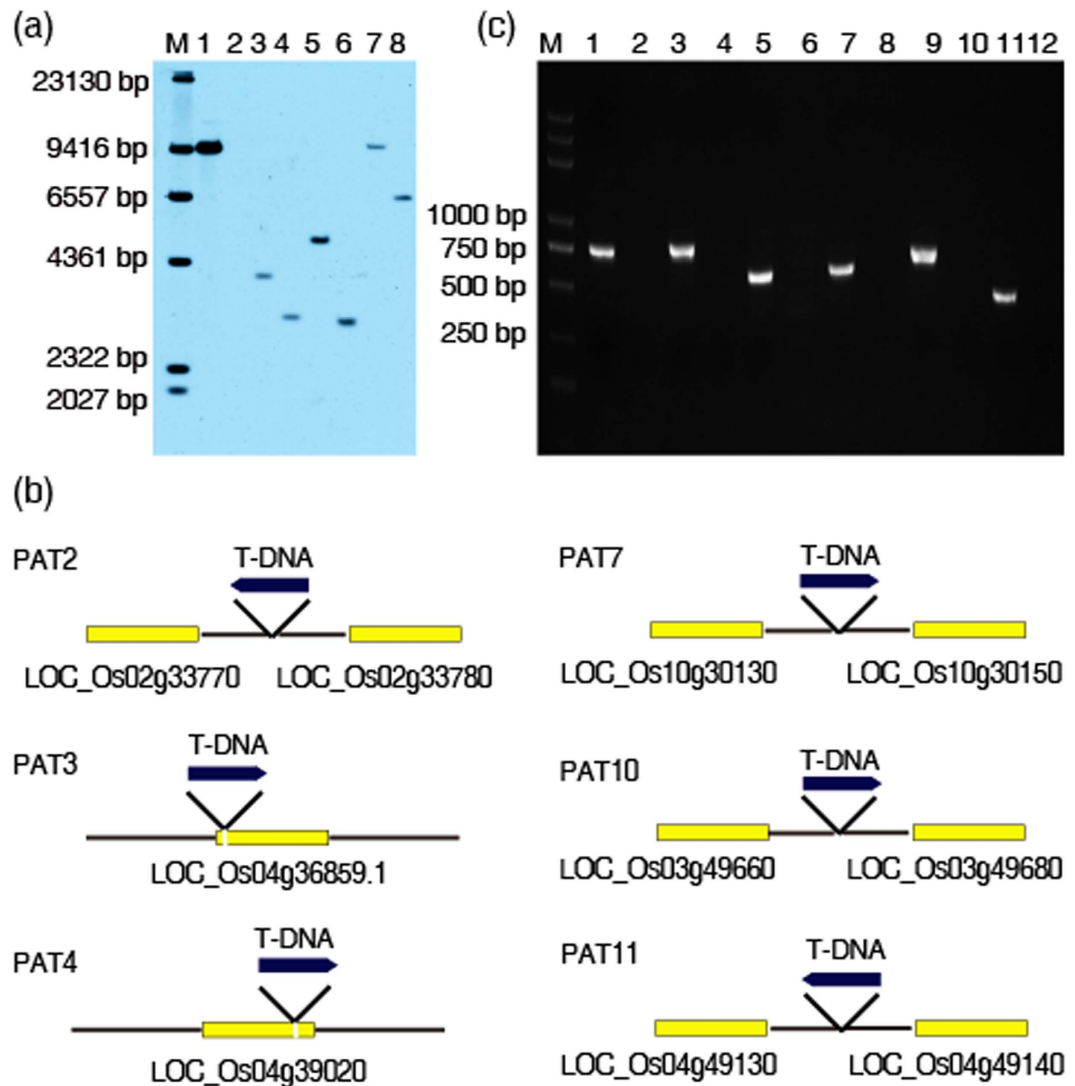 (a)
M 1 2 3 4 5 6 7 8
23130 bp
9416 bp
6557 bp
4361 bp
2322 bp
2027 bp
(c)
M 1 2 3 4 5 6 7 8 9 10 11 12
1000 bp
750 bp
500 bp
250 bp
(b)
PAT2
T-DNA
LOC_Os02g33770 LOC_Os02g33780
PAT3
T-DNA
LOC_Os04g36859.1
PAT4
T-DNA
LOC_Os04g39020
PAT7
T-DNA
LOC_Os10g30130 LOC_Os10g30150
PAT10
T-DNA
LOC_Os03g49660 LOC_Os03g49680
PAT11
T-DNA
LOC_Os04g49130 LOC_Os04g49140